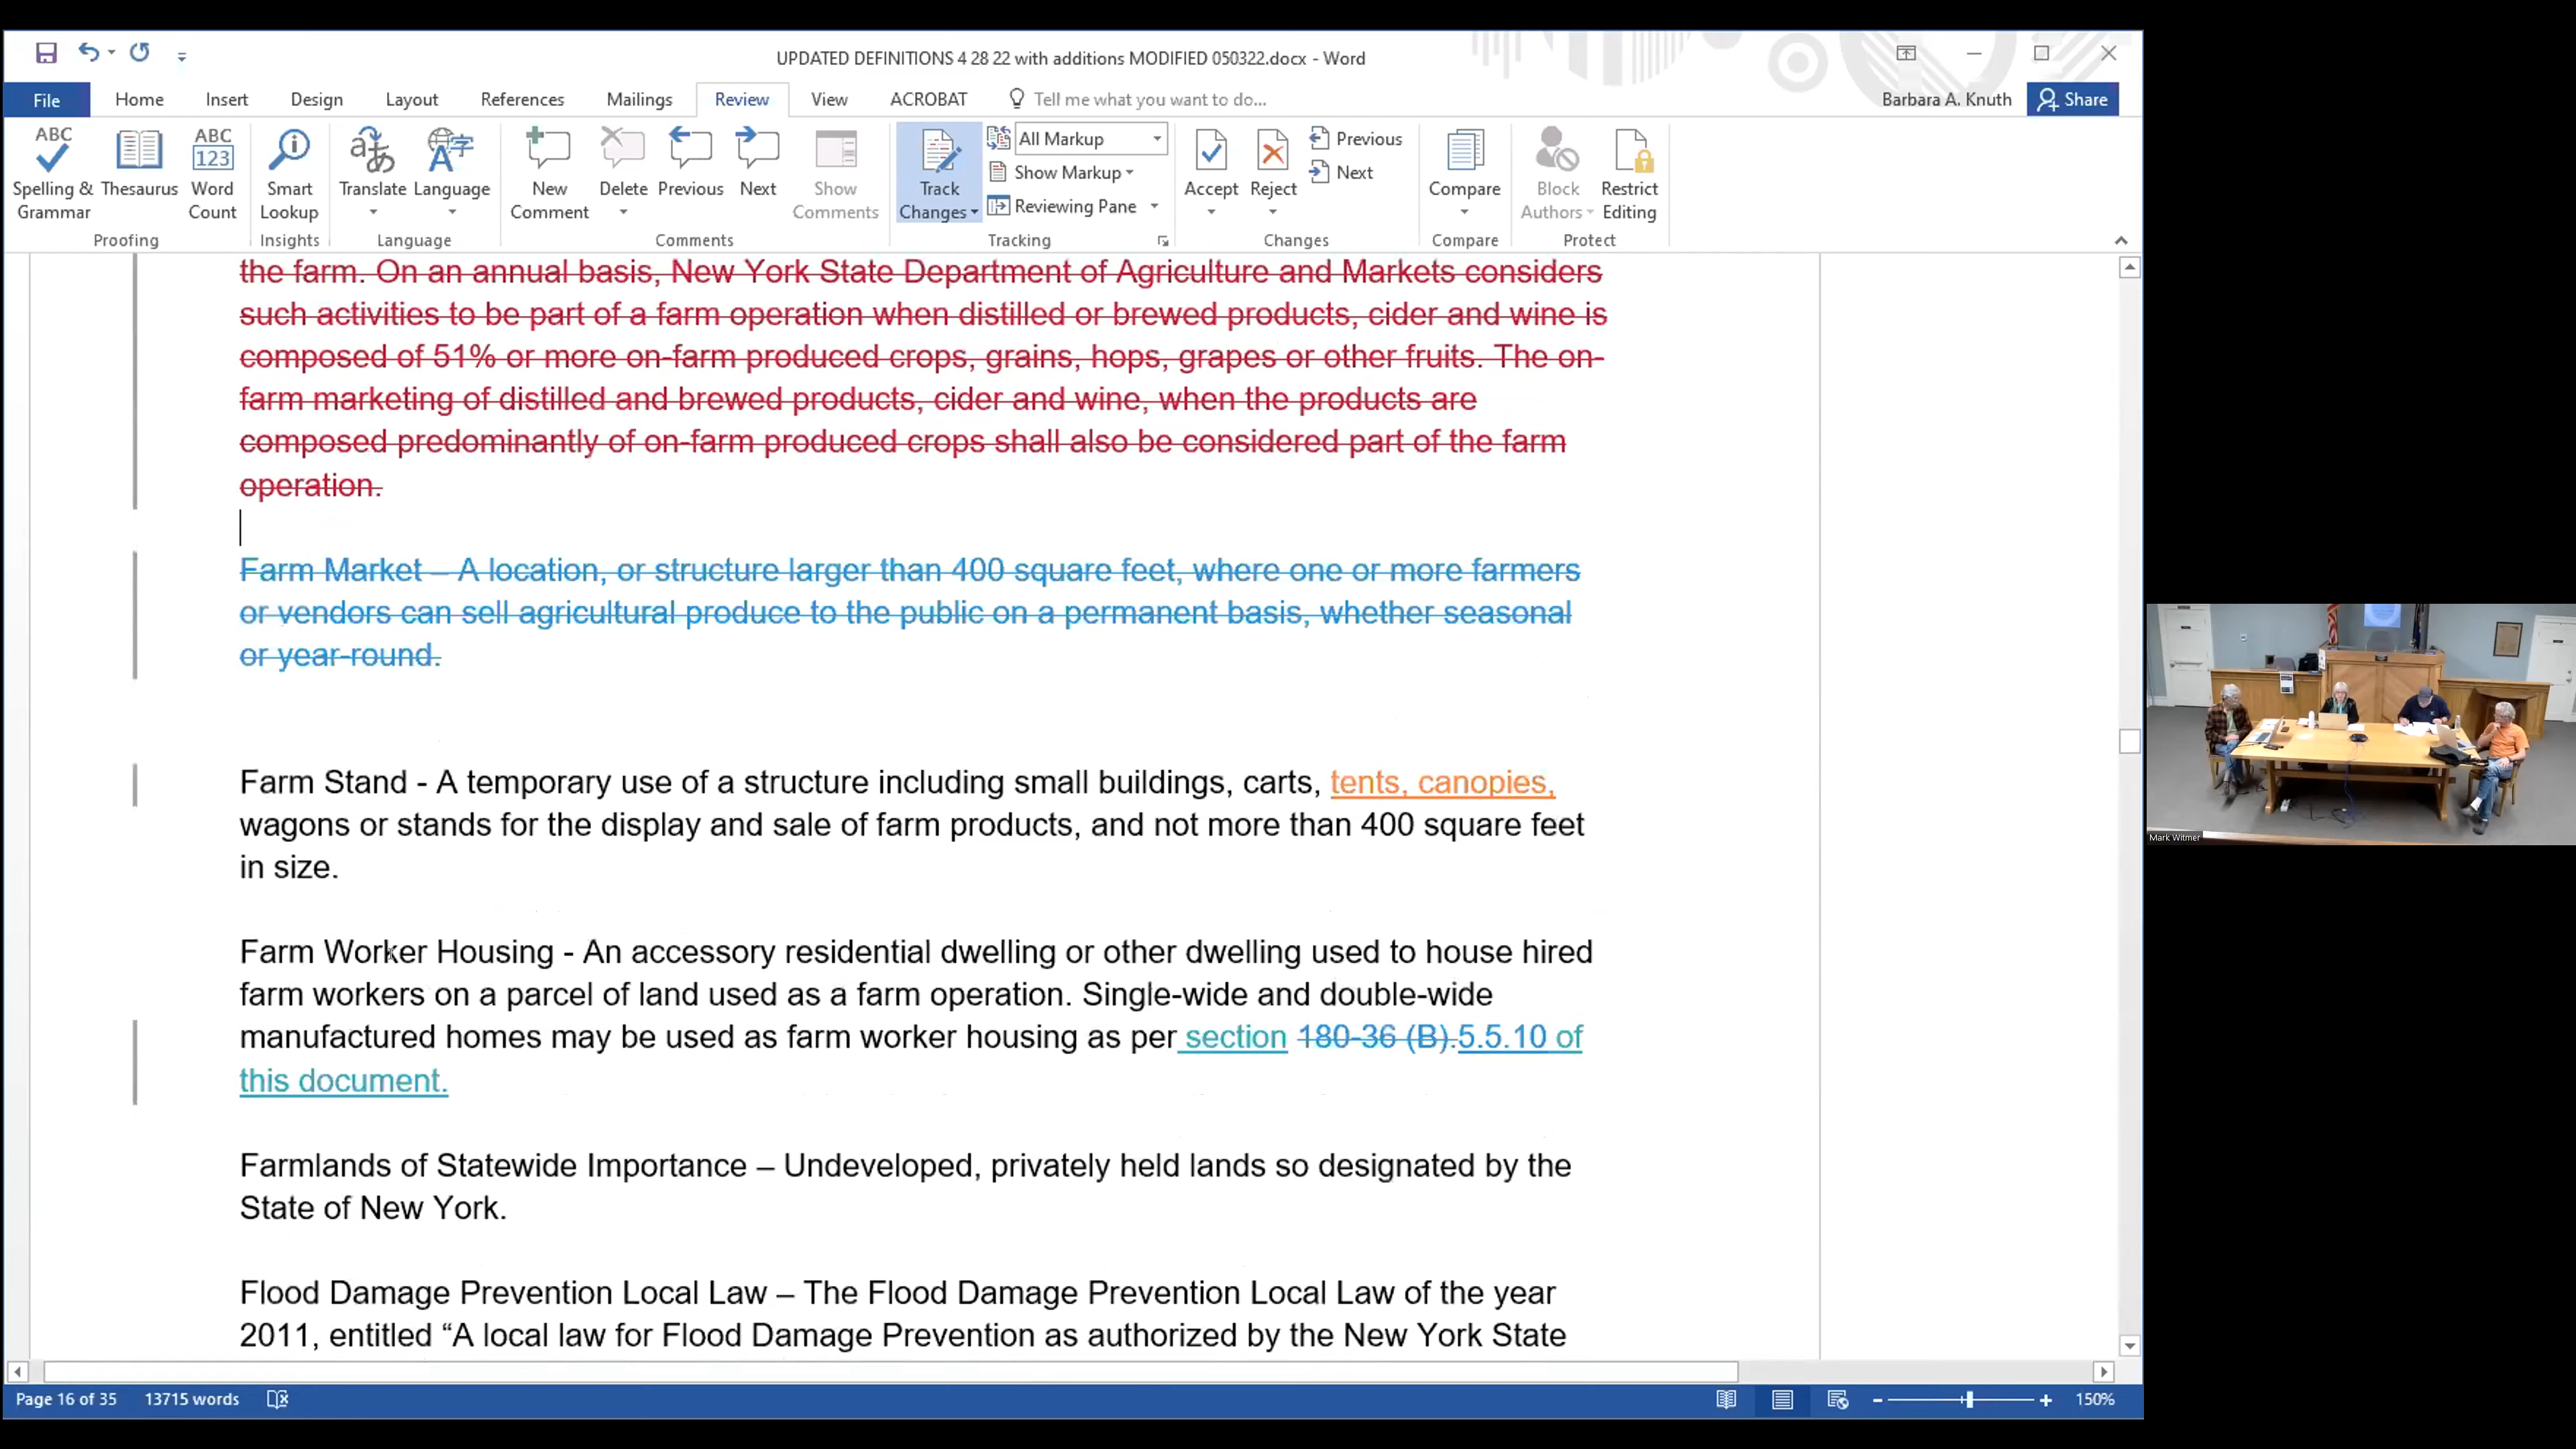 UPDATED DEFINITIONS 4 28 22 with additions MODIFIED 050322.docx - Word
File Home Insert Design Layout References Mailings Review View ACROBAT Tell me what you want to do... Barbara A. Knuth Share
ABC Spelling & Grammar
Thesaurus
ABC 123 Word Count
Smart Lookup
Translate
Language
New Comment
Delete
Previous
Next
Show Comments
Track Changes
All Markup
Show Markup
Reviewing Pane
Accept
Reject
Previous
Next
Compare
Block Authors
Restrict Editing
Proofing Insights Language Comments Tracking Changes Compare Protect
the farm. On an annual basis, New York State Department of Agriculture and Markets considers
such activities to be part of a farm operation when distilled or brewed products, cider and wine is
composed of 51% or more on-farm produced crops, grains, hops, grapes or other fruits. The on-
farm marketing of distilled and brewed products, cider and wine, when the products are
composed predominantly of on-farm produced crops shall also be considered part of the farm
operation.
Farm Market – A location, or structure larger than 400 square feet, where one or more farmers
or vendors can sell agricultural produce to the public on a permanent basis, whether seasonal
or year-round.
Farm Stand - A temporary use of a structure including small buildings, carts, tents, canopies,
wagons or stands for the display and sale of farm products, and not more than 400 square feet
in size.
Farm Worker Housing - An accessory residential dwelling or other dwelling used to house hired
farm workers on a parcel of land used as a farm operation. Single-wide and double-wide
manufactured homes may be used as farm worker housing as per section 180-36 (B).5.5.10 of
this document.
Farmlands of Statewide Importance – Undeveloped, privately held lands so designated by the
State of New York.
Flood Damage Prevention Local Law – The Flood Damage Prevention Local Law of the year
2011, entitled “A local law for Flood Damage Prevention as authorized by the New York State
Page 16 of 35 13715 words 150%
Mark Witmer